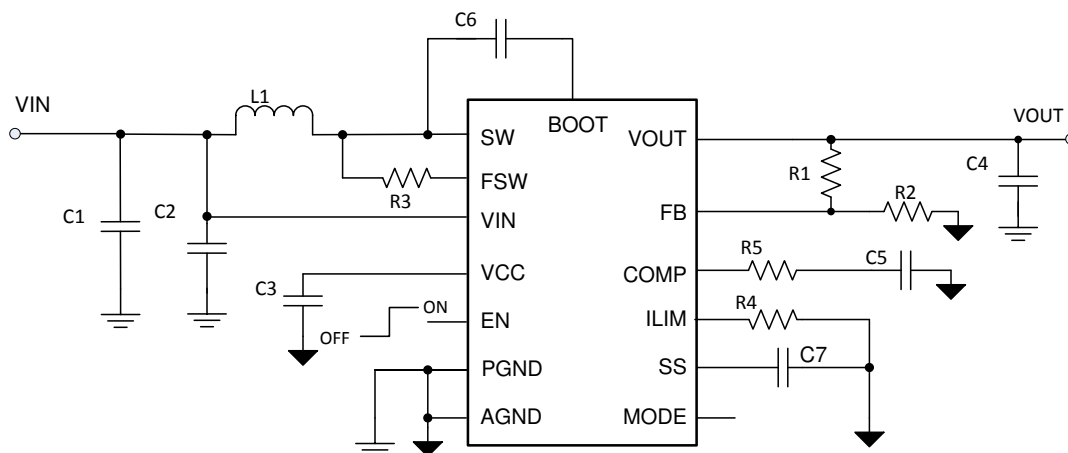 C6
VIN
L1
BOOT
VOUT
SW
VOUT
C4
R1
FSW
R3
R2
C1
C2
VIN
FB
R5
C5
VCC
COMP
C3
ON
R4
EN
ILIM
OFF
C7
PGND
SS
AGND
MODE